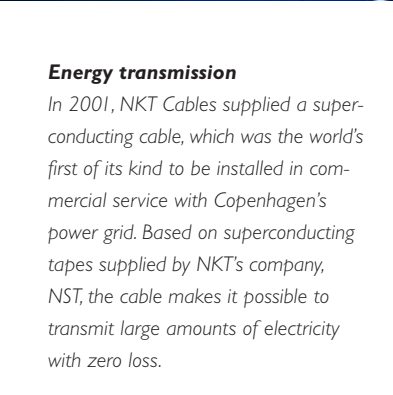 Energy transmission
In 2001, NKT Cables supplied a super-
conducting cable, which was the world's
first of its kind to be installed in com-
mercial service with Copenhagen's
power grid. Based on superconducting
tapes supplied by NKT's company,
NST, the cable makes it possible to
transmit large amounts of electricity
with zero loss.